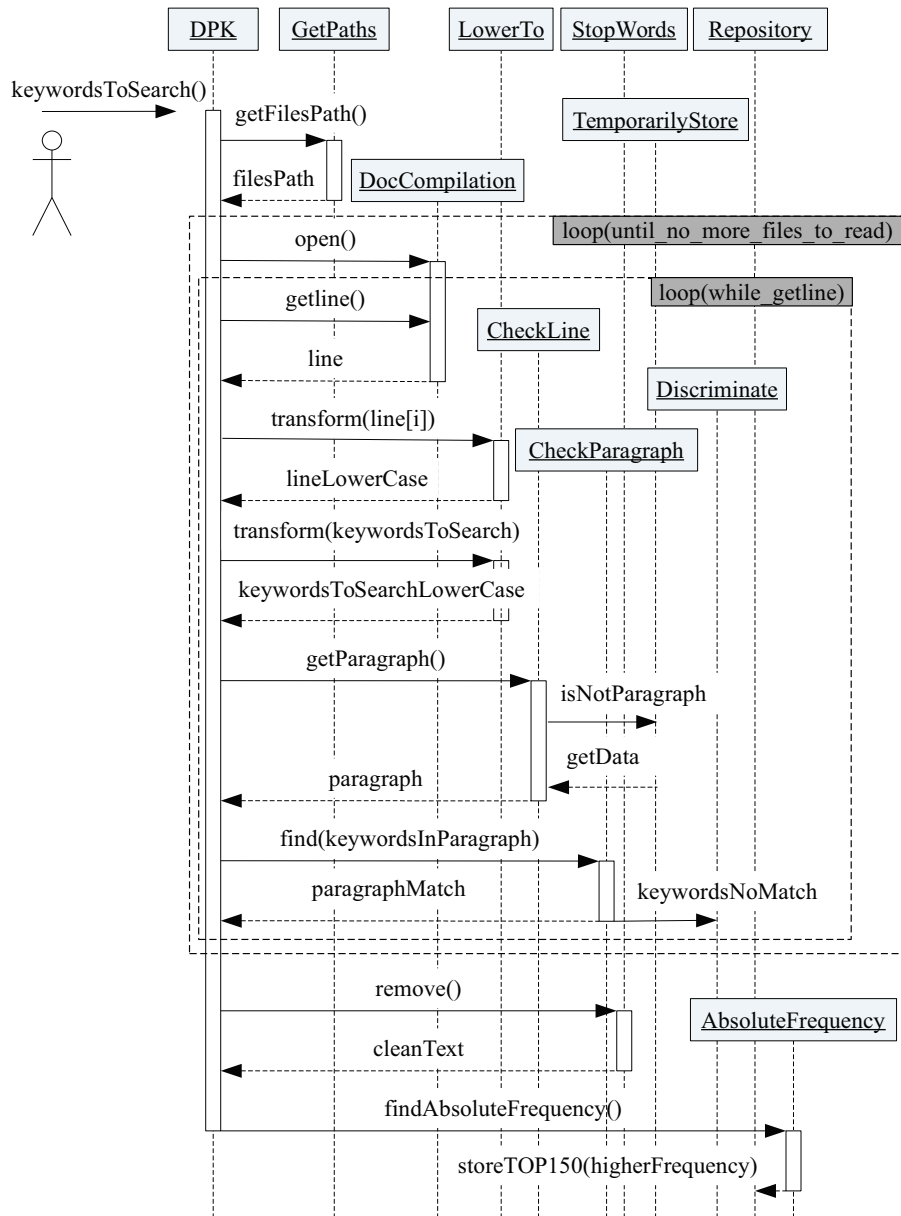 DPK
GetPaths
LowerTo
StopWords
Repository
keywordsToSearch()
getFilesPath()
TemporarilyStore
filesPath
DocCompilation
loop(until_no_more_files_to_read)
open()
loop(while_getline)
getline()
CheckLine
line
Discriminate
transform(line[i])
CheckParagraph
lineLowerCase
transform(keywordsToSearch)
keywordsToSearchLowerCase
getParagraph()
isNotParagraph
getData
paragraph
find(keywordsInParagraph)
paragraphMatch
keywordsNoMatch
remove()
AbsoluteFrequency
cleanText
findAbsoluteFrequency()
storeTOP150(higherFrequency)